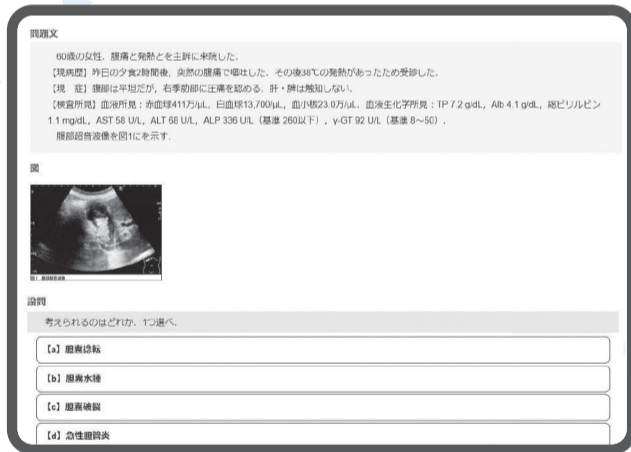 問題文
60歳の女性．腹痛と発熱とを主訴に来院した．
【現病歴】昨日の夕食2時間後，突然の腹痛で嘔吐した．その後38℃の発熱があったため受診した．
【現　症】腹部は平坦だが，右季肋部に圧痛を認める．肝・脾は触知しない．
【検査所見】血液所見：赤血球411万/μL，白血球13,700/μL，血小板23.0万/μL．血液生化学所見：TP 7.2 g/dL，Alb 4.1 g/dL，総ビリルビン
1.1 mg/dL，AST 58 U/L，ALT 68 U/L，ALP 336 U/L（基準 260以下），γ-GT 92 U/L（基準 8〜50）．
腹部超音波像を図1にを示す．
図
図1 腹部超音波像
設問
考えられるのはどれか．1つ選べ．
【a】胆嚢捻転
【b】胆嚢水腫
【c】胆嚢破裂
【d】急性胆管炎